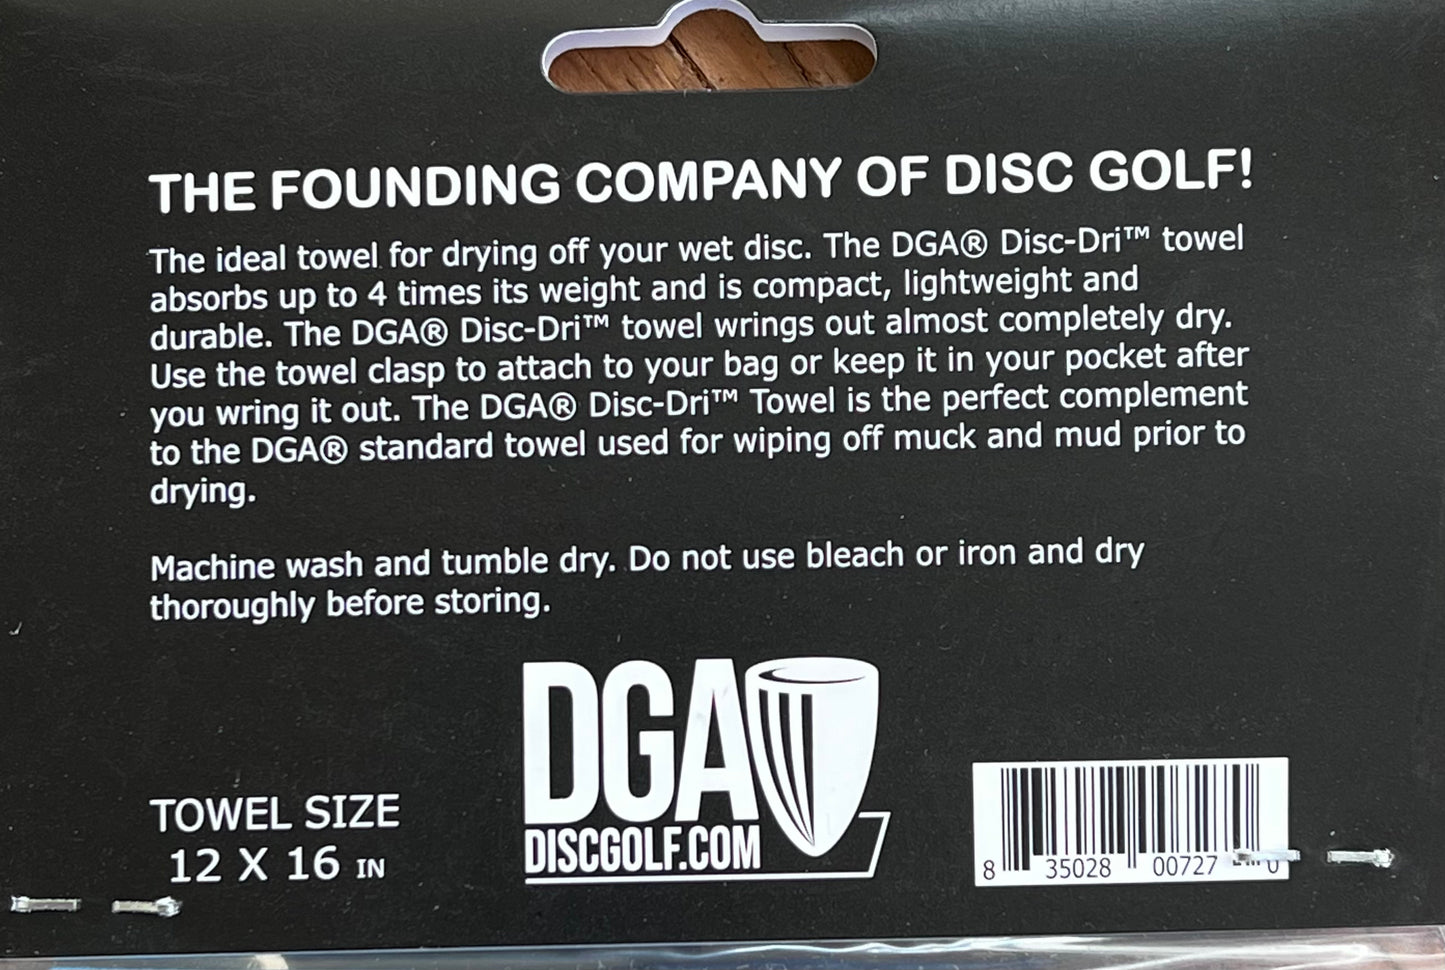 THE FOUNDING COMPANY OF DISC GOLF!
The ideal towel for drying off your wet disc. The DGA® Disc-Dri™ towel
absorbs up to 4 times its weight and is compact, lightweight and
durable. The DGA® Disc-Dri™ towel wrings out almost completely dry.
Use the towel clasp to attach to your bag or keep it in your pocket after
you wring it out. The DGA® Disc-Dri™ Towel is the perfect complement
to the DGA® standard towel used for wiping off muck and mud prior to
drying.
Machine wash and tumble dry. Do not use bleach or iron and dry
thoroughly before storing.
DGA
DISCGOLF.COM
TOWEL SIZE
12 X 16 IN
8 35028 00727